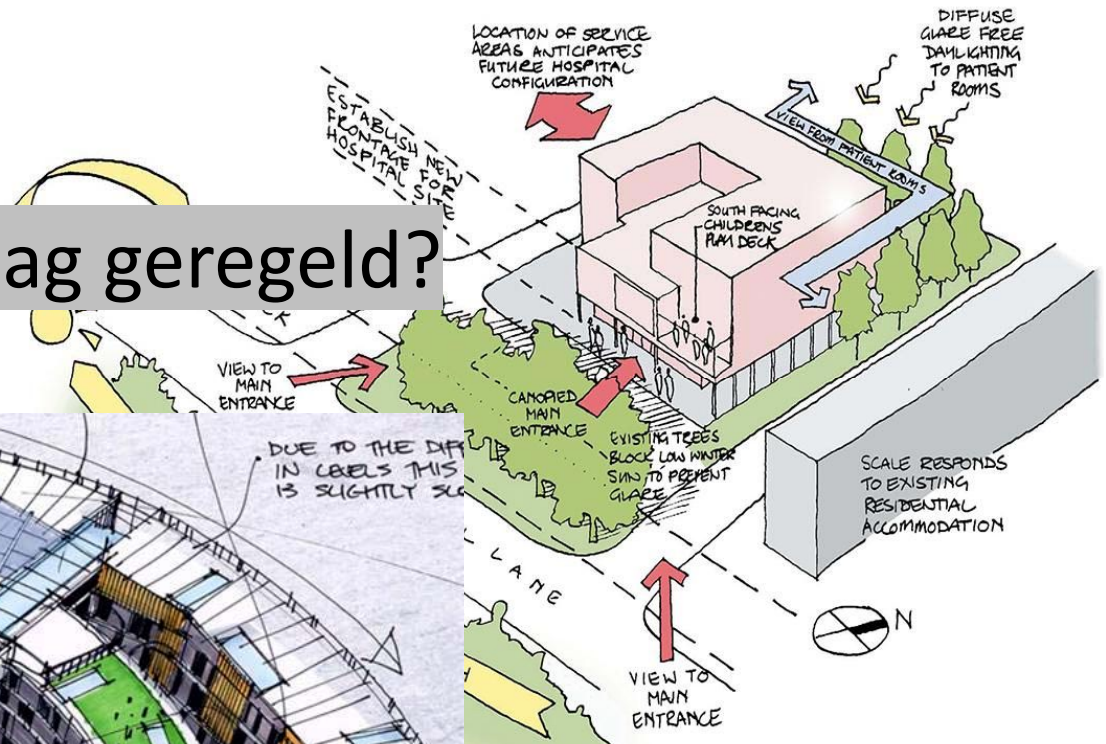 LOCATION OF SERVICE
AREAS ANTICIPATES
FUTURE HOSPITAL
CONFIGURATION
DIFFUSE
GLARE FREE
DAYLIGHTING
TO PATIENT
ROOMS
ESTABLISH NEW
FRONTAGE FOR
HOSPITAL SITE
VIEW FROM PATIENT ROOMS
SOUTH FACING
CHILDRENS
PLAY DECK
ag geregeld?
VIEW TO
MAIN
ENTRANCE
CANOPIED
MAIN
ENTRANCE
EXISTING TREES
BLOCK LOW WINTER
SUN TO PREVENT
GLARE
SCALE RESPONDS
TO EXISTING
RESIDENTIAL
ACCOMMODATION
DUE TO THE DIFF
IN LEVELS THIS
IS SLIGHTLY SLO
LANE
N
VIEW TO
MAIN
ENTRANCE